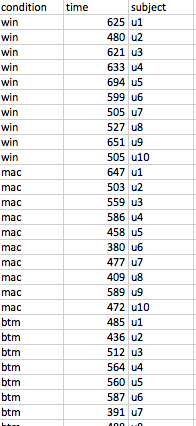 condition time subject
win 625 u1
win 480 u2
win 621 u3
win 633 u4
win 694 u5
win 599 u6
win 505 u7
win 527 u8
win 651 u9
win 505 u10
mac 647 u1
mac 503 u2
mac 559 u3
mac 586 u4
mac 458 u5
mac 380 u6
mac 477 u7
mac 409 u8
mac 589 u9
mac 472 u10
btm 485 u1
btm 436 u2
btm 512 u3
btm 564 u4
btm 560 u5
btm 587 u6
btm 391 u7